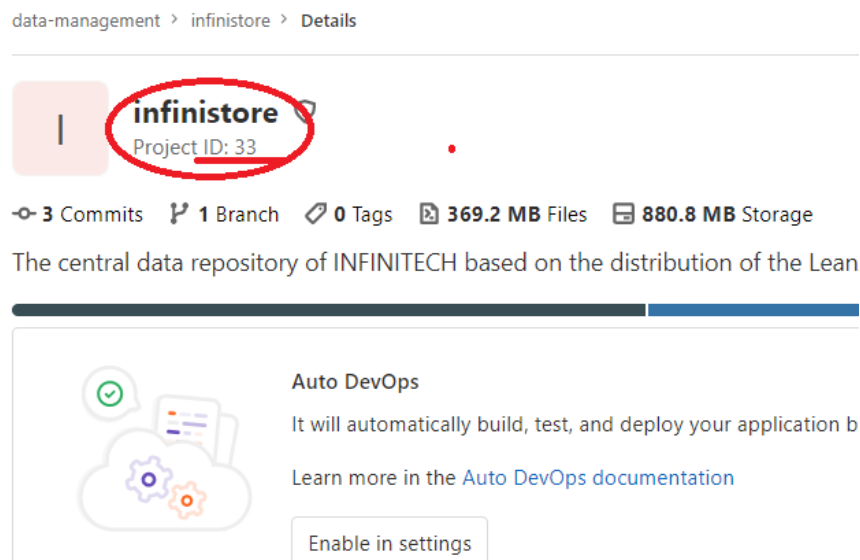 data-management > infinistore > Details
I
infinistore
Project ID: 33
3 Commits 1 Branch 0 Tags 369.2 MB Files 880.8 MB Storage
The central data repository of INFINITECH based on the distribution of the Lean
Auto DevOps
It will automatically build, test, and deploy your application b
Learn more in the Auto DevOps documentation
Enable in settings